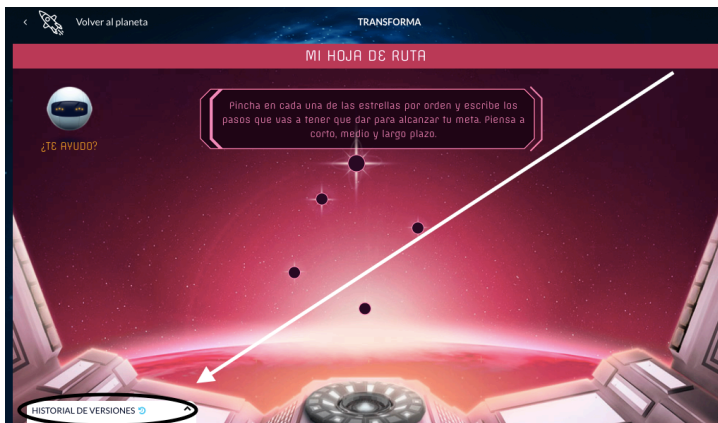 Volver al planeta
TRANSFORMA
MI HOJA DE RUTA
Pincha en cada una de las estrellas por orden y escribe los
pasos que vas a tener que dar para alcanzar tu meta. Piensa a
corto, medio y largo plazo.
¿TE AYUDO?
HISTORIAL DE VERSIONES